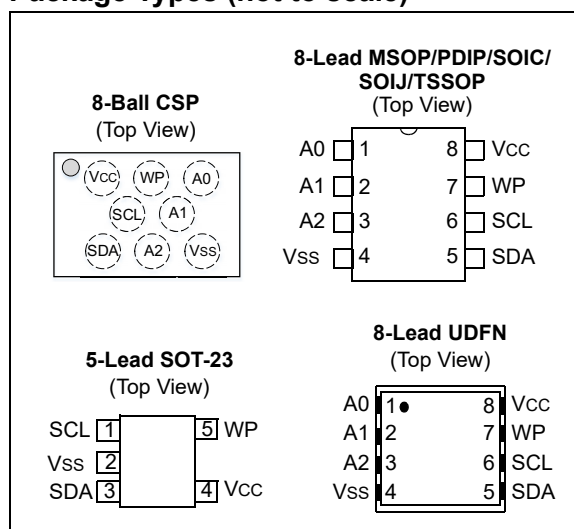 Package Types (not to scale)
8-Ball CSP
(Top View)
VCC WP A0
SCL A1
SDA A2 VSS
8-Lead MSOP/PDIP/SOIC/
SOIJ/TSSOP
(Top View)
A0 1 8 VCC
A1 2 7 WP
A2 3 6 SCL
VSS 4 5 SDA
5-Lead SOT-23
(Top View)
SCL 1 5 WP
VSS 2
SDA 3 4 VCC
8-Lead UDFN
(Top View)
A0 1 8 VCC
A1 2 7 WP
A2 3 6 SCL
VSS 4 5 SDA